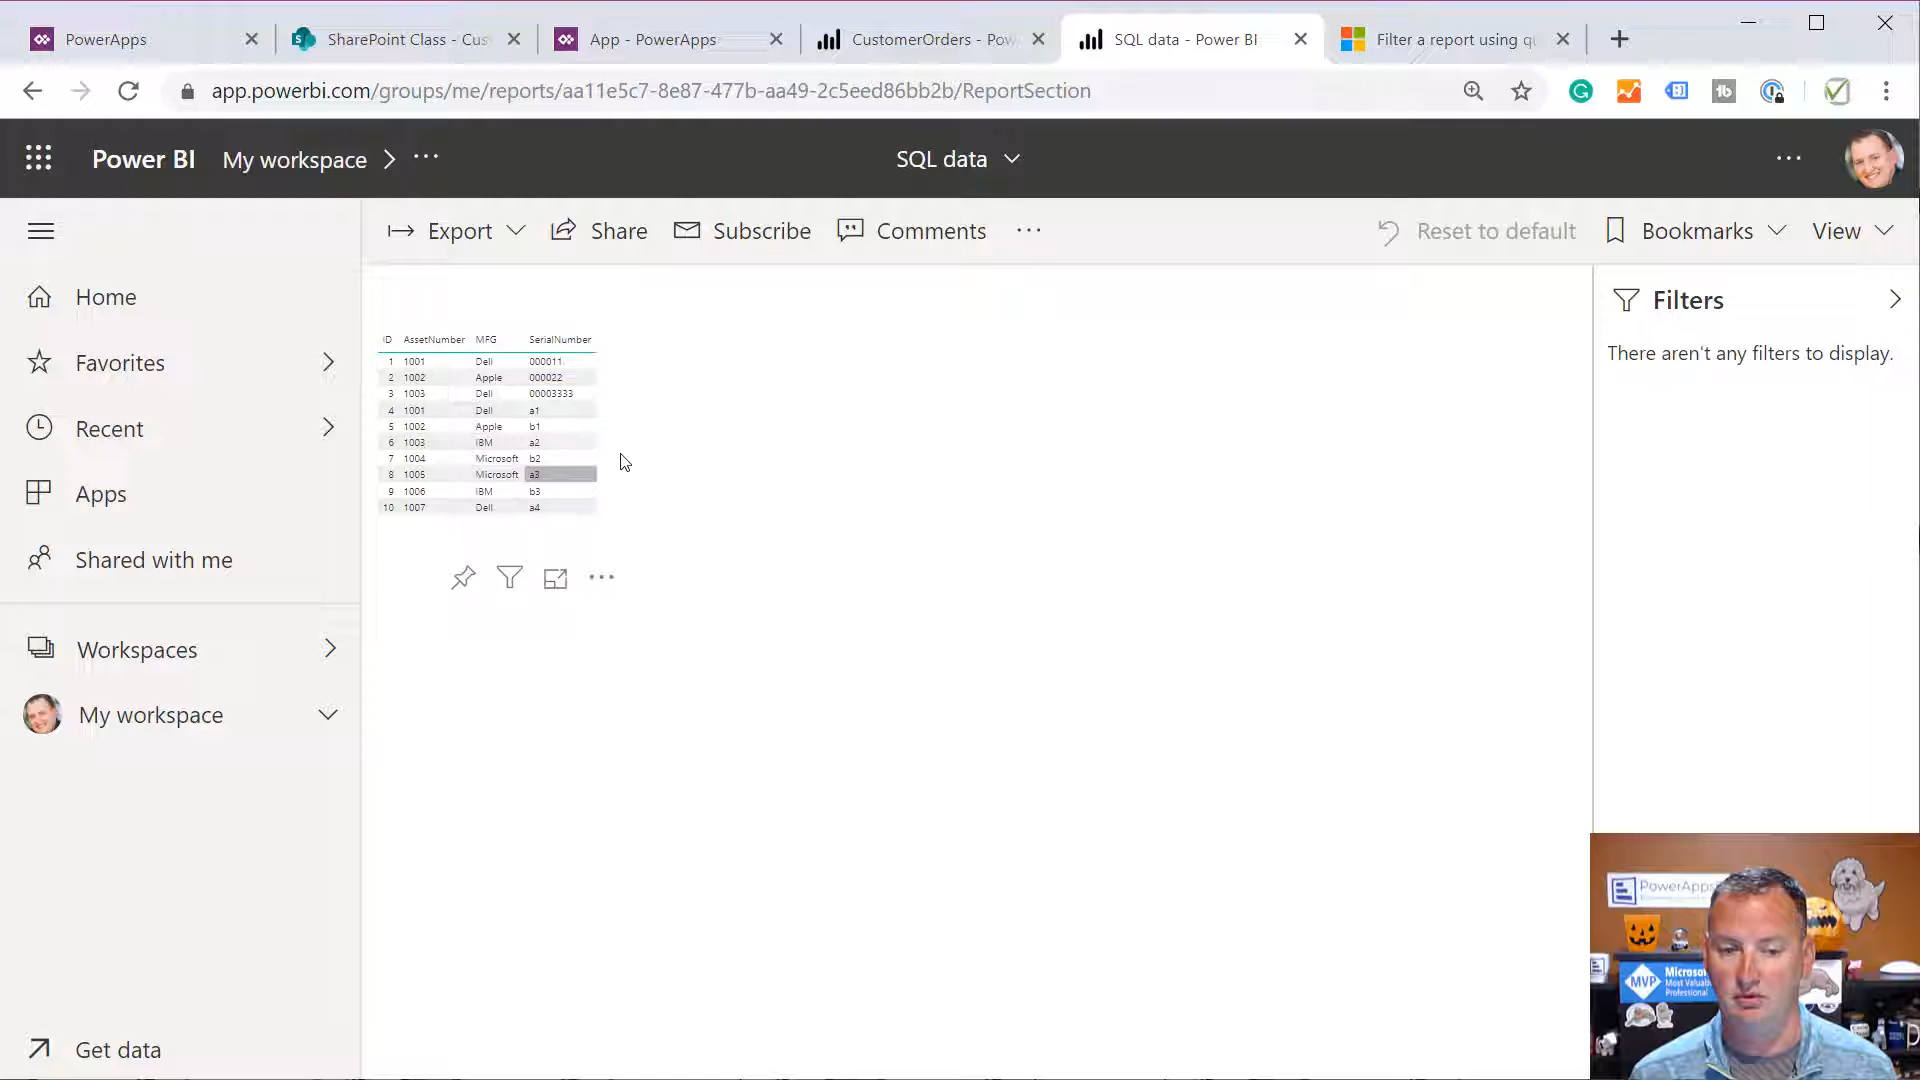 PowerApps
SharePoint Class - Cus
App - PowerApps
CustomerOrders - Pow
SQL data - Power BI
Filter a report using qu
app.powerbi.com/groups/me/reports/aa11e5c7-8e87-477b-aa49-2c5eed86bb2b/ReportSection
Power BI
My workspace
SQL data
Export
Share
Subscribe
Comments
Reset to default
Bookmarks
View
Home
Favorites
Recent
Apps
Shared with me
Workspaces
My workspace
Get data
ID AssetNumber MFG SerialNumber
1 1001 Dell 000011
2 1002 Apple 000022
3 1003 Dell 00003333
4 1001 Dell a1
5 1002 Apple b1
6 1003 IBM a2
7 1004 Microsoft b2
8 1005 Microsoft a3
9 1006 IBM b3
10 1007 Dell a4
Filters
There aren't any filters to display.
PowerApps
MVP
Microso
Most Valua
Professional